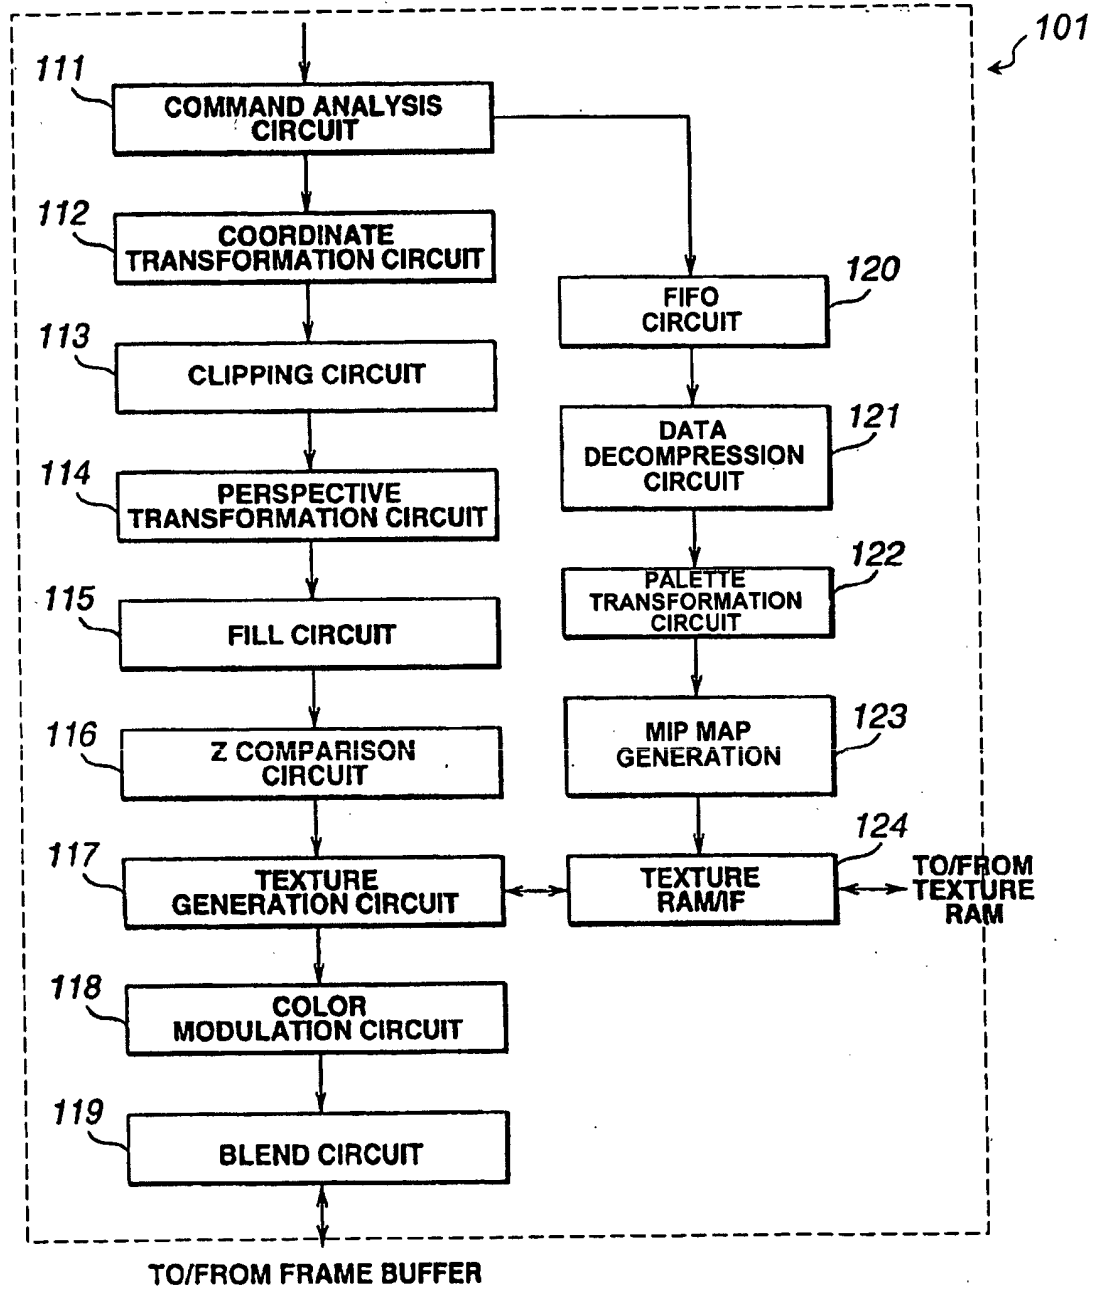 101
111
COMMAND ANALYSIS
CIRCUIT
112
COORDINATE
TRANSFORMATION CIRCUIT
113
CLIPPING CIRCUIT
114
PERSPECTIVE
TRANSFORMATION CIRCUIT
115
FILL CIRCUIT
116
Z COMPARISON
CIRCUIT
117
TEXTURE
GENERATION CIRCUIT
118
COLOR
MODULATION CIRCUIT
119
BLEND CIRCUIT
TO/FROM FRAME BUFFER
120
FIFO
CIRCUIT
121
DATA
DECOMPRESSION
CIRCUIT
122
PALETTE
TRANSFORMATION
CIRCUIT
123
MIP MAP
GENERATION
124
TEXTURE
RAM/IF
TO/FROM
TEXTURE
RAM